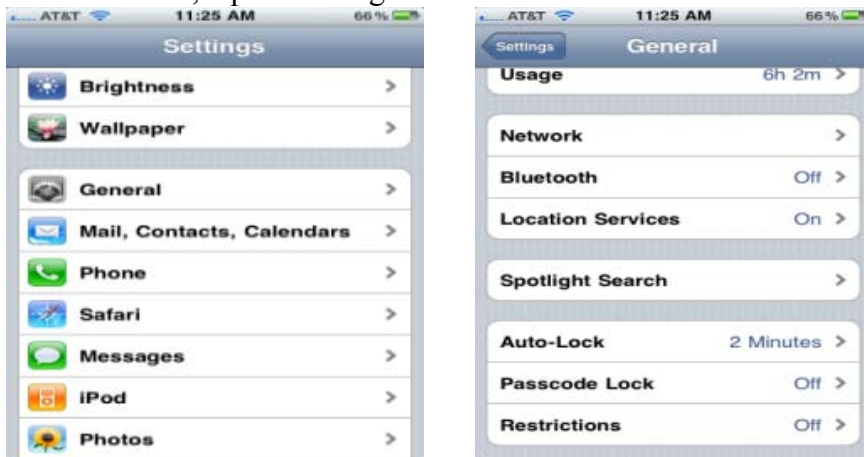 AT&T 11:25 AM 66%
Settings
Brightness
Wallpaper
General
Mail, Contacts, Calendars
Phone
Safari
Messages
iPod
Photos
AT&T 11:25 AM 66%
Settings General
Usage 6h 2m
Network
Bluetooth Off
Location Services On
Spotlight Search
Auto-Lock 2 Minutes
Passcode Lock Off
Restrictions Off